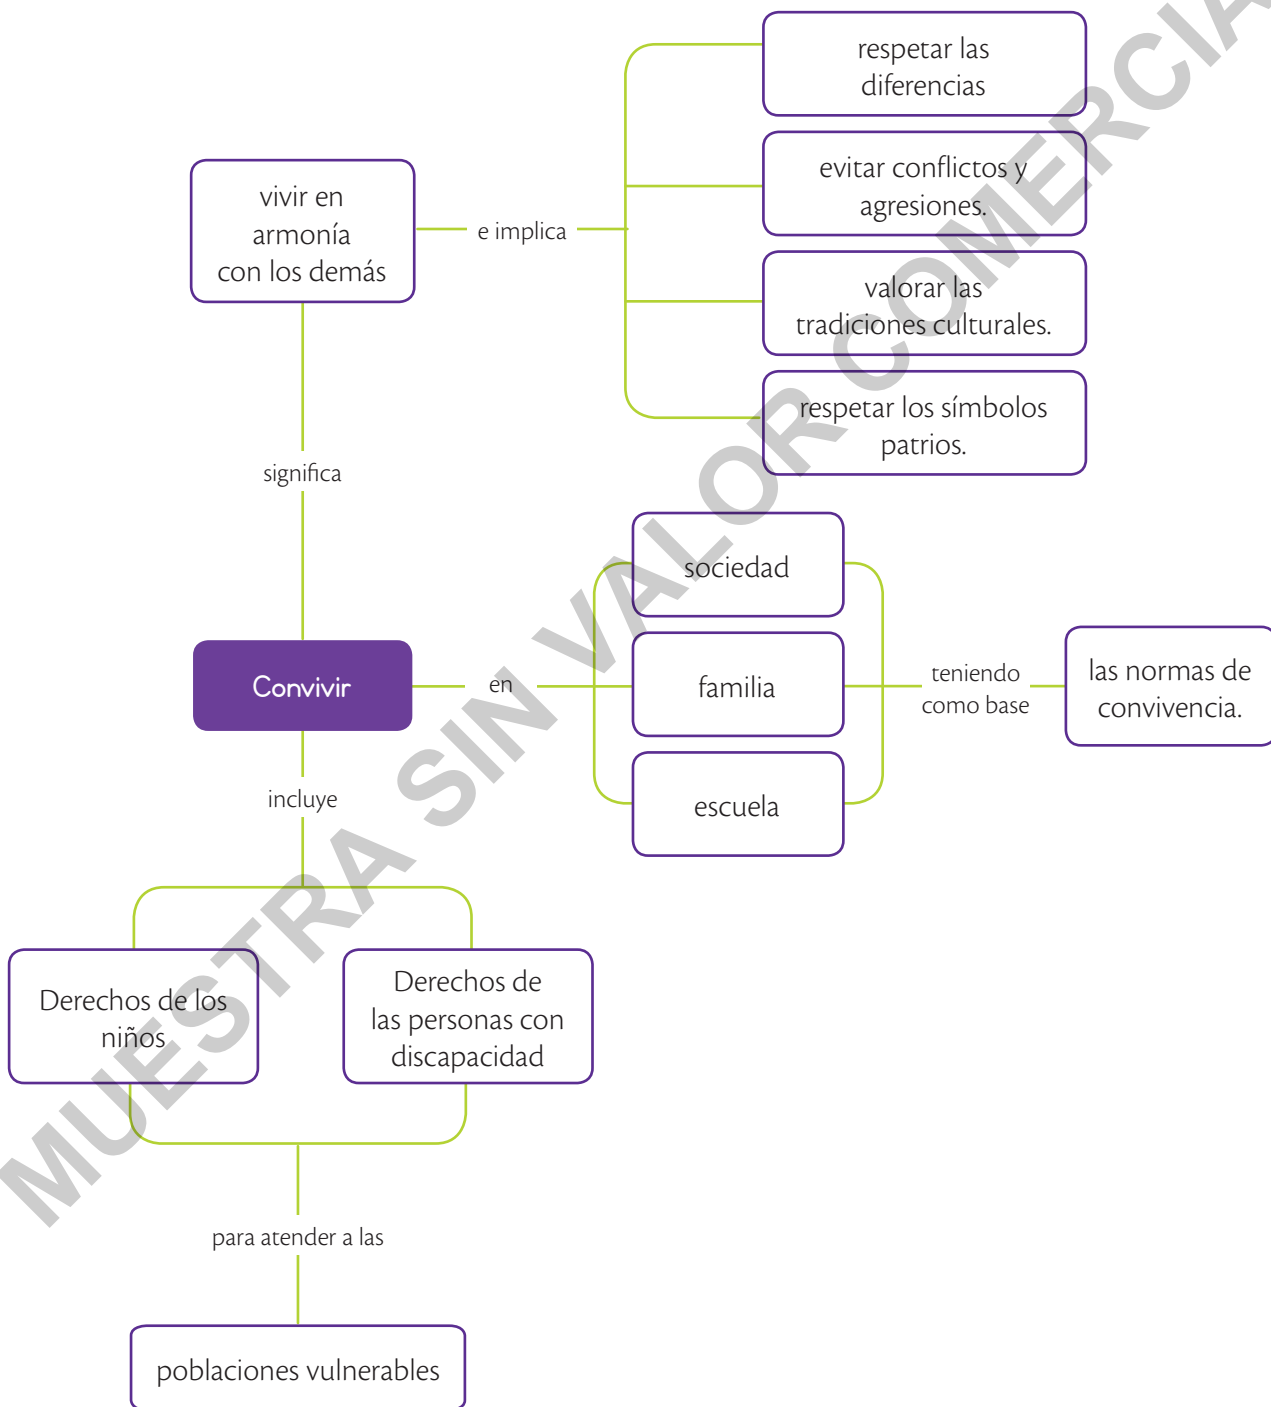 respetar las
diferencias
evitar conflictos y
agresiones.
vivir en
armonía
con los demás
e implica
valorar las
tradiciones culturales.
respetar los símbolos
patrios.
significa
sociedad
Convivir
en
familia
teniendo
como base
las normas de
convivencia.
escuela
incluye
Derechos de los
niños
Derechos de
las personas con
discapacidad
para atender a las
poblaciones vulnerables
MUESTRA SIN VALOR COMERCIA